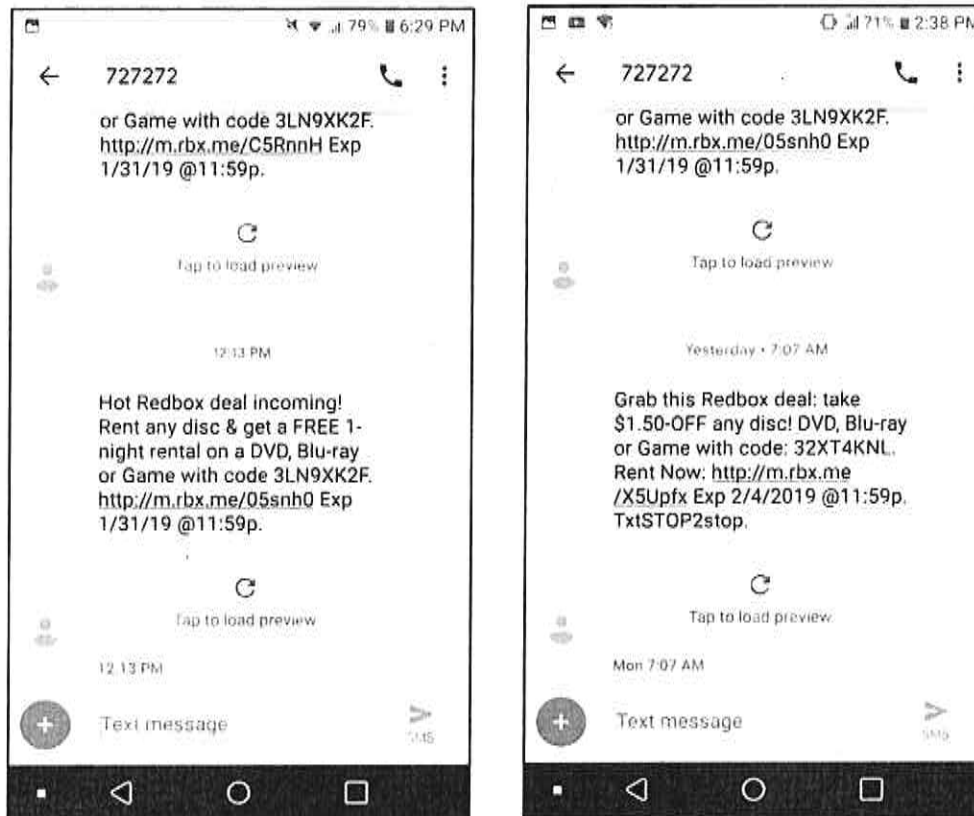 79% 6:29 PM
727272
or Game with code 3LN9XK2F.
http://m.rbx.me/C5RnnH Exp
1/31/19 @11:59p.
Tap to load preview
12:13 PM
Hot Redbox deal incoming!
Rent any disc & get a FREE 1-
night rental on a DVD, Blu-ray
or Game with code 3LN9XK2F.
http://m.rbx.me/05snh0 Exp
1/31/19 @11:59p.
Tap to load preview
12:13 PM
Text message
SMS
71% 2:38 PM
727272
or Game with code 3LN9XK2F.
http://m.rbx.me/05snh0 Exp
1/31/19 @11:59p.
Tap to load preview
Yesterday • 7:07 AM
Grab this Redbox deal: take
$1.50-OFF any disc! DVD, Blu-ray
or Game with code: 32XT4KNL.
Rent Now: http://m.rbx.me
/X5Upfx Exp 2/4/2019 @11:59p.
TxtSTOP2stop.
Tap to load preview
Mon 7:07 AM
Text message
SMS